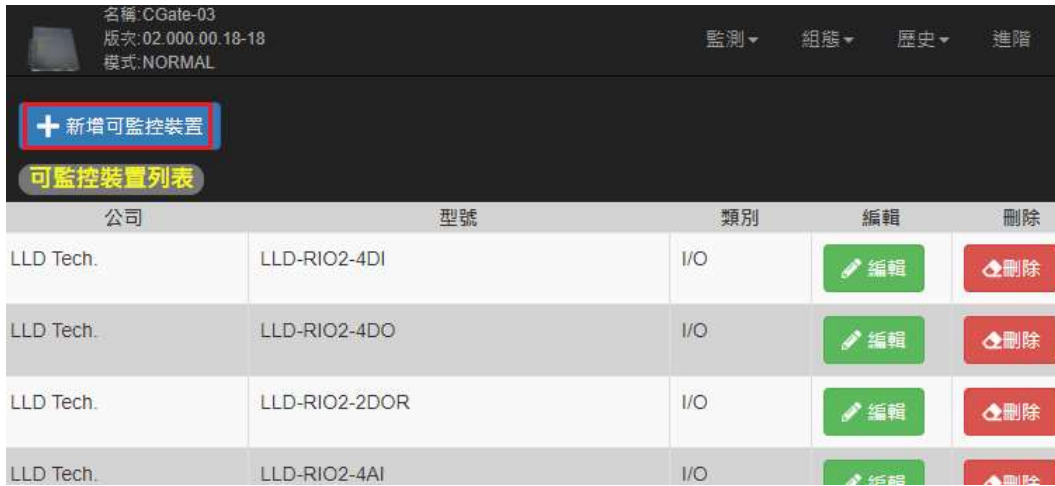 名稱:CGate-03
版次:02.000.00.18-18
模式:NORMAL
監測 組態 歷史 進階
新增可監控裝置
可監控裝置列表
公司 型號 類別 編輯 刪除
LLD Tech. LLD-RIO2-4DI I/O 編輯 刪除
LLD Tech. LLD-RIO2-4DO I/O 編輯 刪除
LLD Tech. LLD-RIO2-2DOR I/O 編輯 刪除
LLD Tech. LLD-RIO2-4AI I/O 編輯 刪除